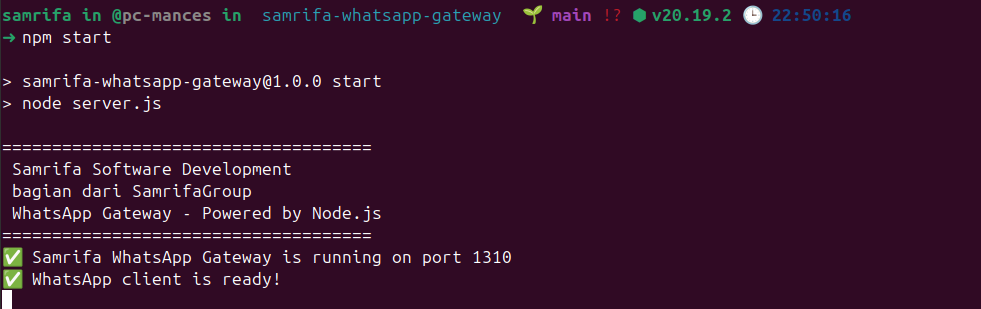 samrifa in @pc-mances in samrifa-whatsapp-gateway 🌱 main !? ⬢ v20.19.2 🕒 22:50:16
➜ npm start
> samrifa-whatsapp-gateway@1.0.0 start
> node server.js
=====================================
Samrifa Software Development
bagian dari SamrifaGroup
WhatsApp Gateway - Powered by Node.js
=====================================
✅ Samrifa WhatsApp Gateway is running on port 1310
✅ WhatsApp client is ready!